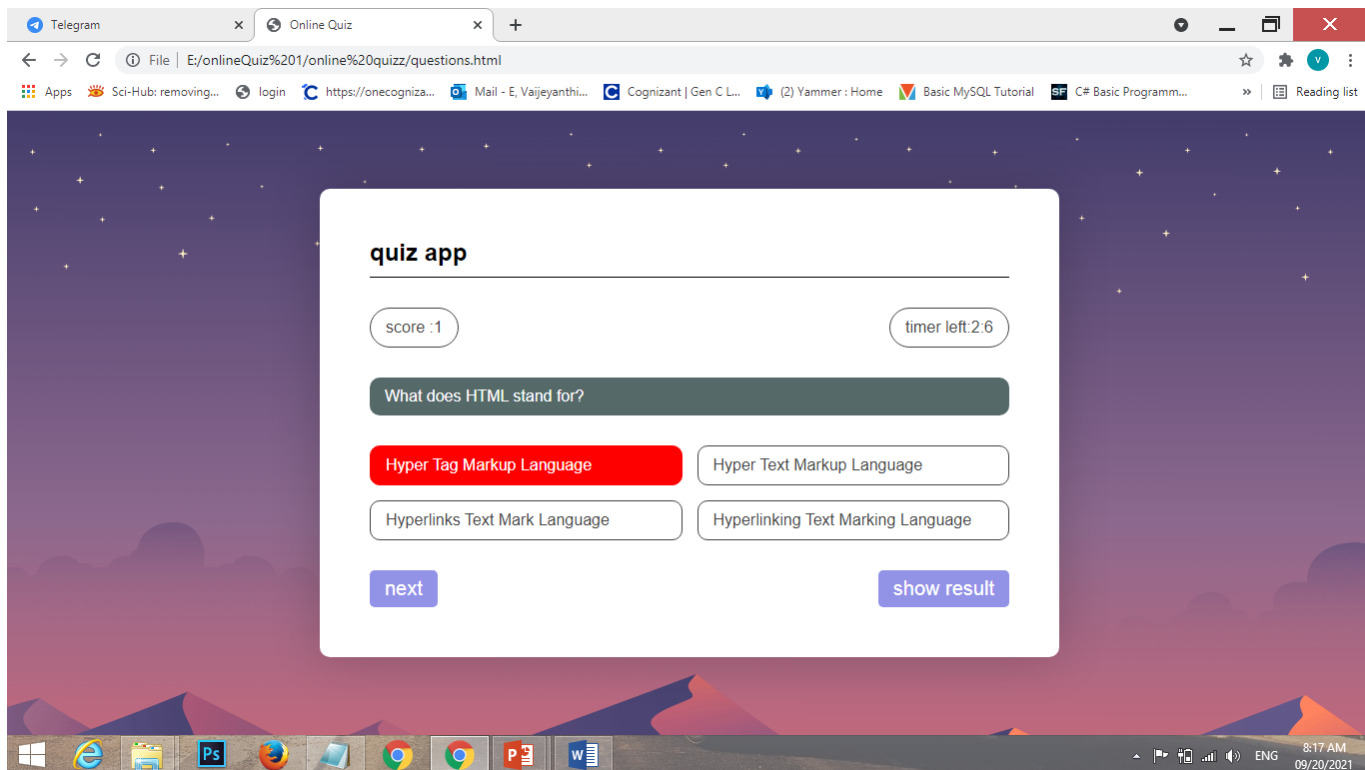 Telegram
Online Quiz
File | E:/onlineQuiz%201/online%20quizz/questions.html
V
Apps Sci-Hub: removing... login https://onecogniza... Mail - E, Vaijeyanthi... Cognizant | Gen C L... (2) Yammer : Home Basic MySQL Tutorial SF C# Basic Programm... » Reading list
quiz app
score :1 timer left:2:6
What does HTML stand for?
Hyper Tag Markup Language Hyper Text Markup Language
Hyperlinks Text Mark Language Hyperlinking Text Marking Language
next show result
Ps
ENG 8:17 AM
09/20/2021